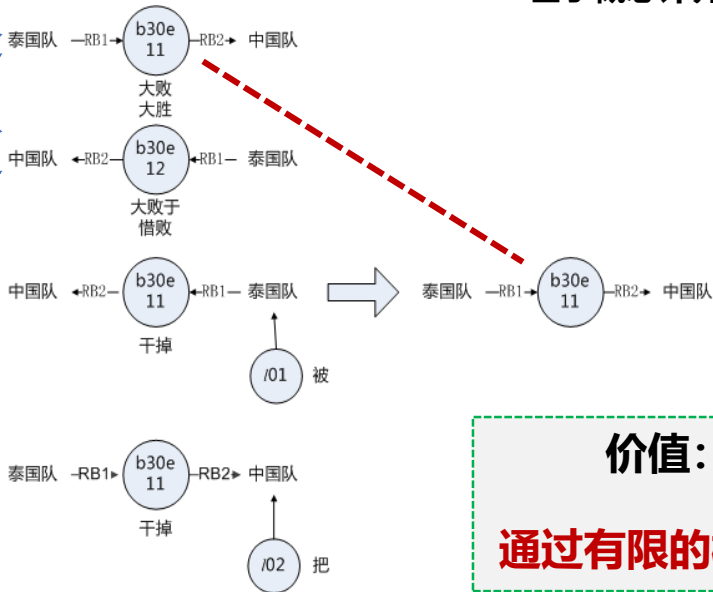 泰国队 RB1 b30e 11 RB2 中国队
大败
大胜
中国队 RB2 b30e 12 RB1 泰国队
大败于
惜败
中国队 RB2 b30e 11 RB1 泰国队
干掉
/01 被
泰国队 RB1 b30e 11 RB2 中国队
泰国队 RB1 b30e 11 RB2 中国队
干掉
/02 把
价值：
通过有限的